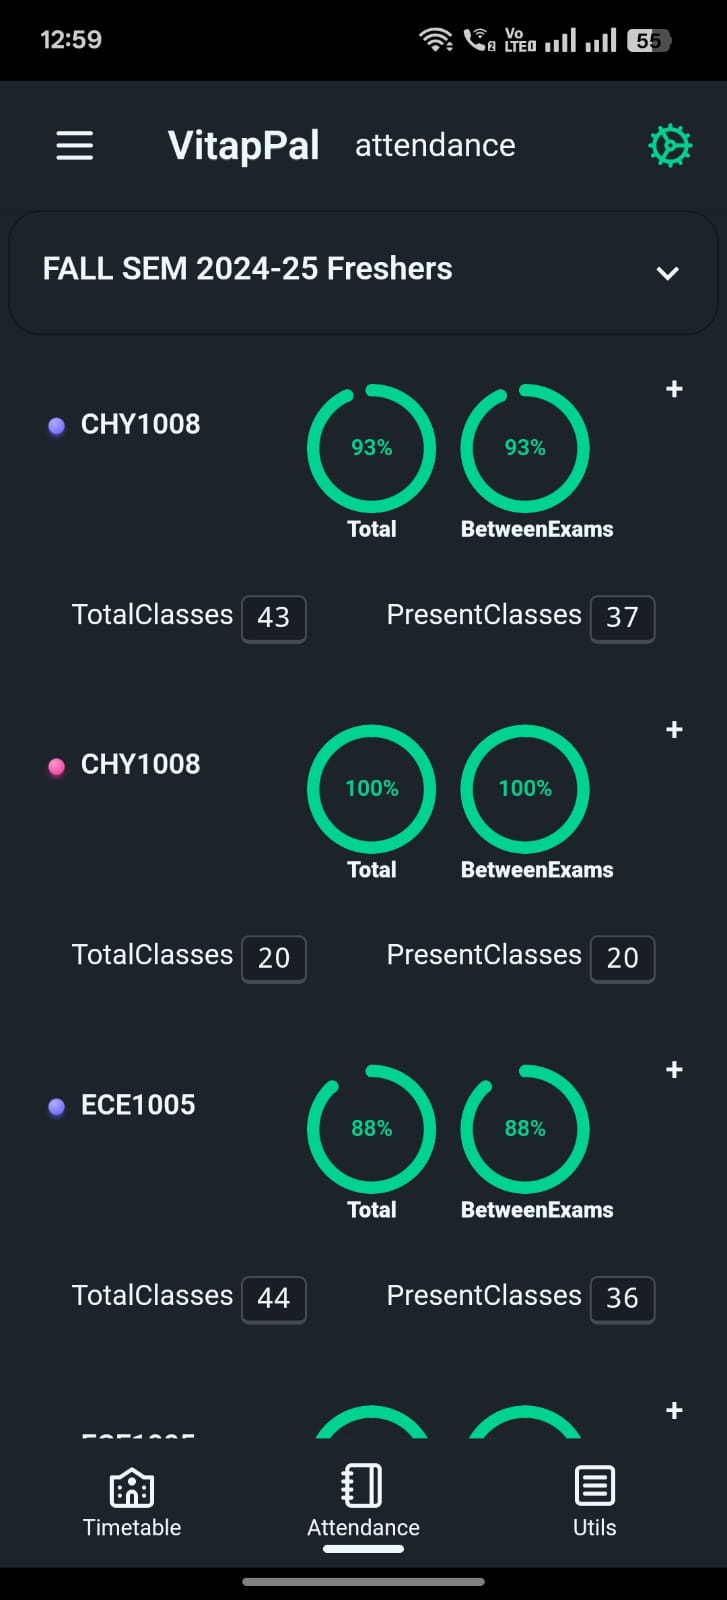 12:59
Vo
LTE
2
55
VitapPal attendance
FALL SEM 2024-25 Freshers
+
CHY1008
93%
93%
Total
BetweenExams
TotalClasses 43 PresentClasses 37
+
CHY1008
100%
100%
Total
BetweenExams
TotalClasses 20 PresentClasses 20
+
ECE1005
88%
88%
Total
BetweenExams
TotalClasses 44 PresentClasses 36
+
Timetable
Attendance
Utils